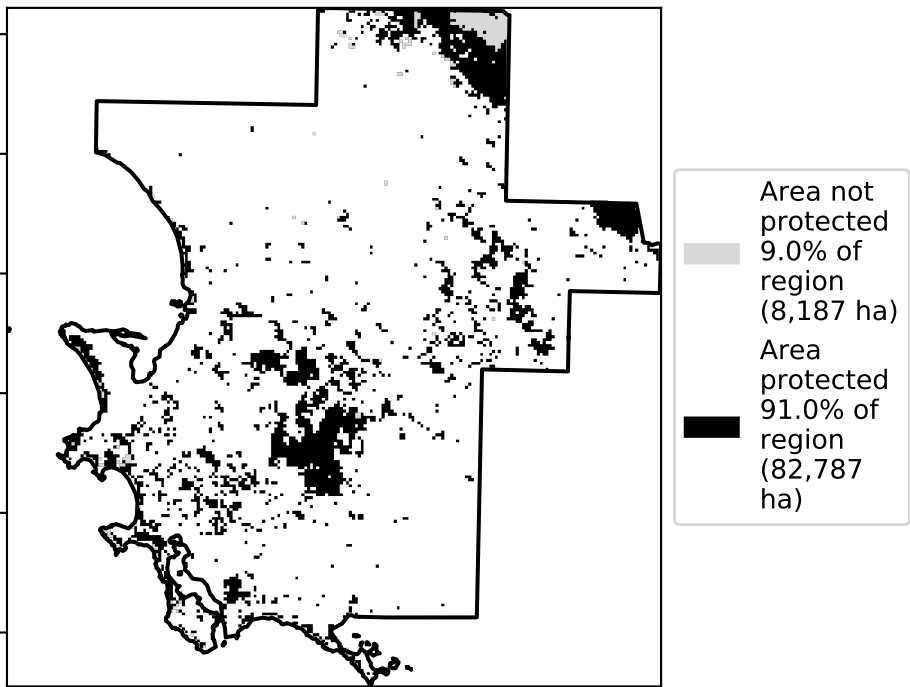 Area not
protected
9.0% of
region
(8,187 ha)
Area
protected
91.0% of
region
(82,787
ha)